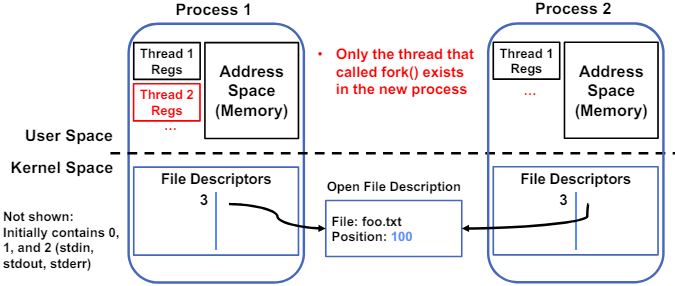 Process 1
Process 2
Thread 1
Regs
Thread 2
Regs
...
Address
Space
(Memory)
• Only the thread that
called fork() exists
in the new process
Thread 1
Regs
...
Address
Space
(Memory)
User Space
Kernel Space
File Descriptors
3
Open File Description
File: foo.txt
Position: 100
File Descriptors
3
Not shown:
Initially contains 0,
1, and 2 (stdin,
stdout, stderr)